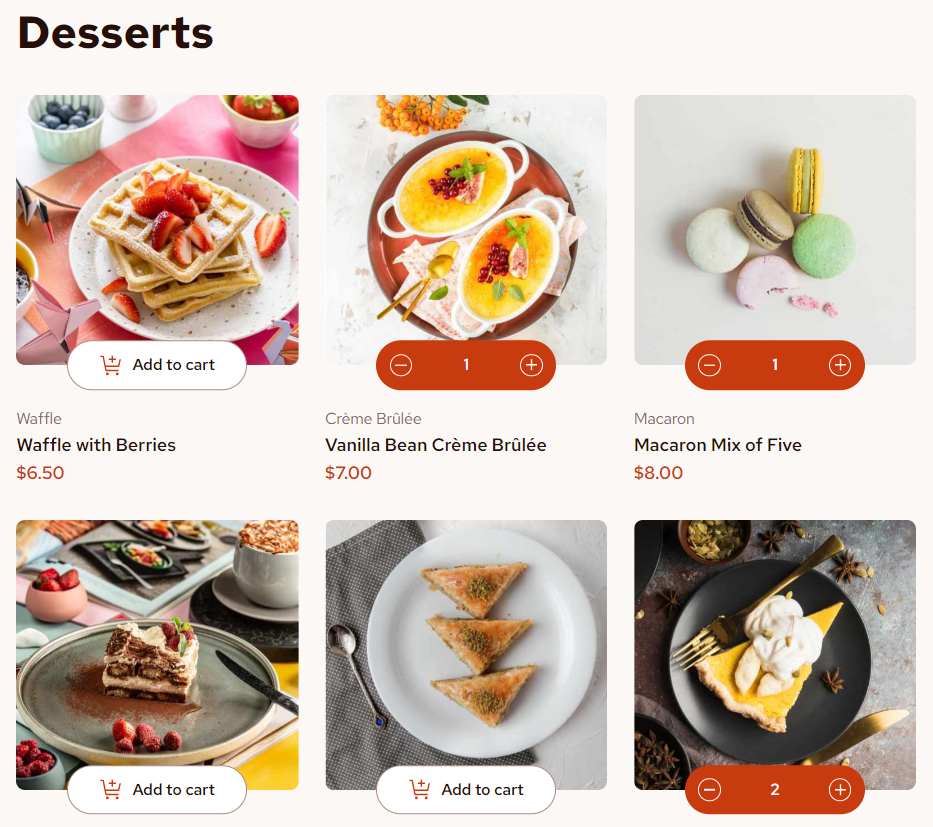 Desserts
Add to cart
1
1
Waffle
Crème Brûlée
Macaron
Waffle with Berries
Vanilla Bean Crème Brûlée
Macaron Mix of Five
$6.50
$7.00
$8.00
Add to cart
Add to cart
2